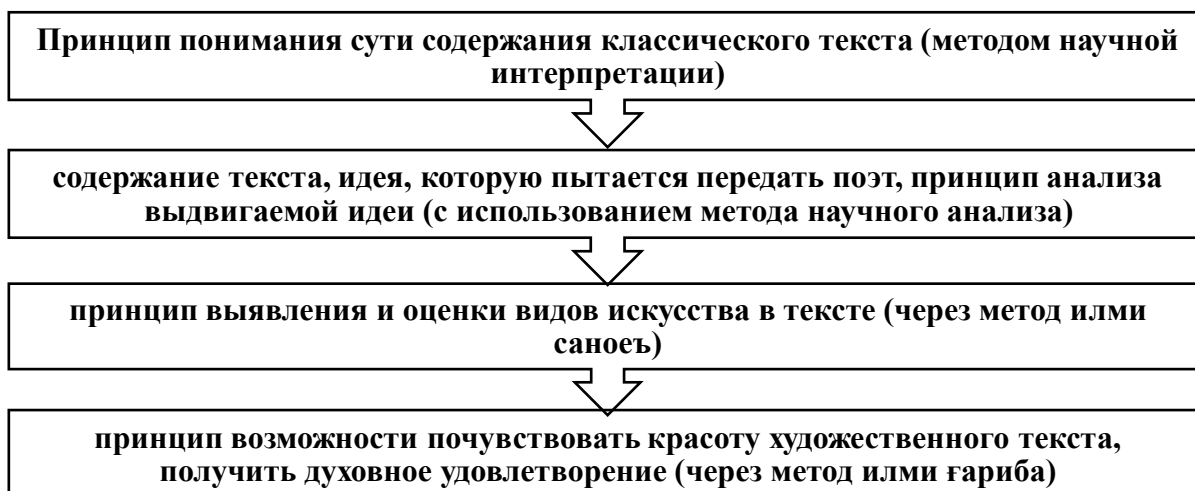 Принцип понимания сути содержания классического текста (методом научной
интерпретации)
содержание текста, идея, которую пытается передать поэт, принцип анализа
выдвигаемой идеи (с использованием метода научного анализа)
принцип выявления и оценки видов искусства в тексте (через метод илми
саноеъ)
принцип возможности почувствовать красоту художественного текста,
получить духовное удовлетворение (через метод илми ғариба)